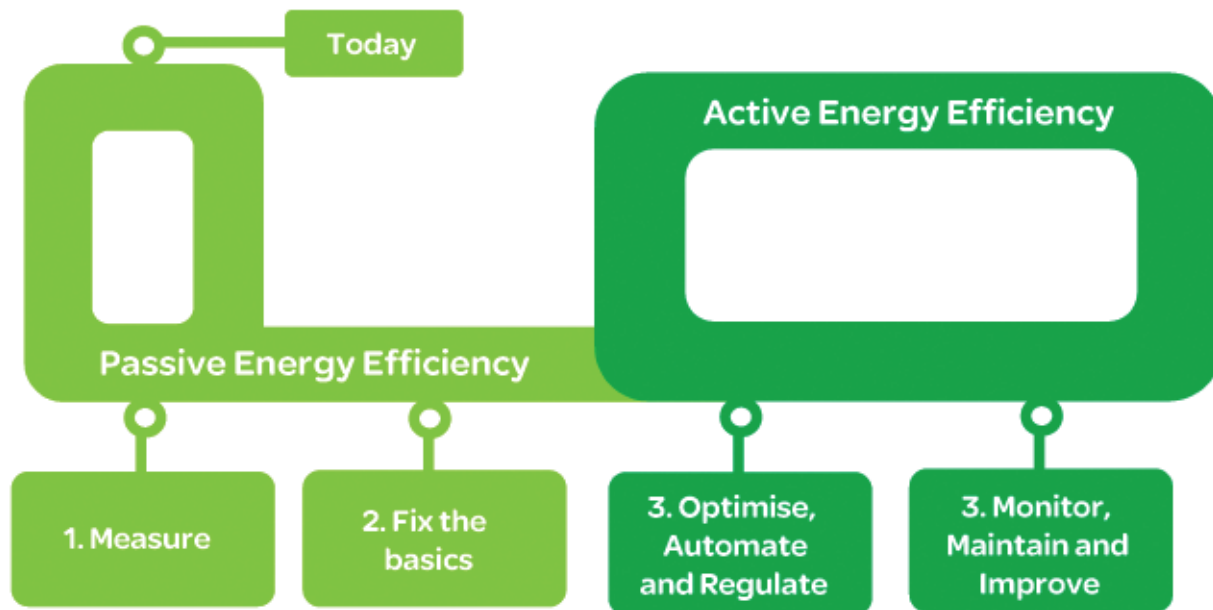 Today
Active Energy Efficiency
Passive Energy Efficiency
1. Measure
2. Fix the
basics
3. Optimise,
Automate
and Regulate
3. Monitor,
Maintain and
Improve